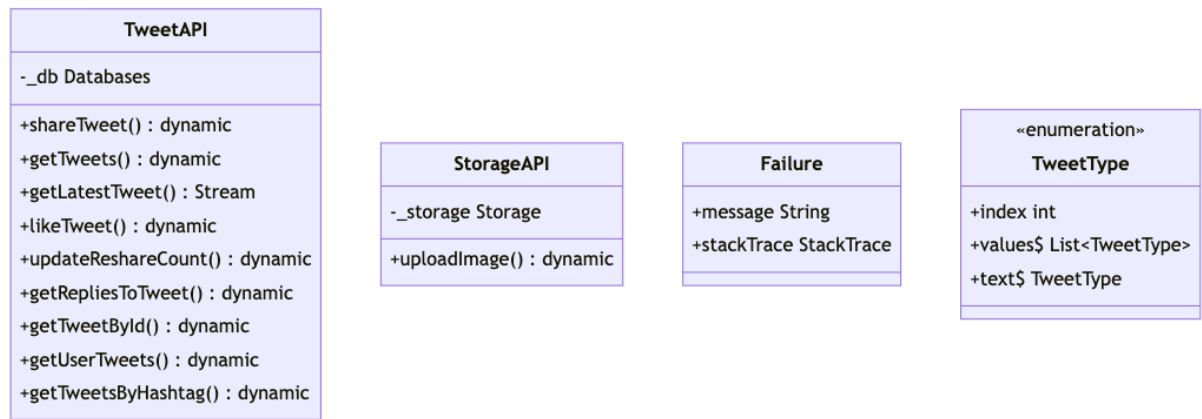 TweetAPI
-_db Databases
+shareTweet() : dynamic
+getTweets() : dynamic
+getLatestTweet() : Stream
+likeTweet() : dynamic
+updateReshareCount() : dynamic
+getRepliesToTweet() : dynamic
+getTweetById() : dynamic
+getUserTweets() : dynamic
+getTweetsByHashtag() : dynamic
StorageAPI
-_storage Storage
+uploadImage() : dynamic
Failure
+message String
+stackTrace StackTrace
«enumeration»
TweetType
+index int
+values$ List<TweetType>
+text$ TweetType